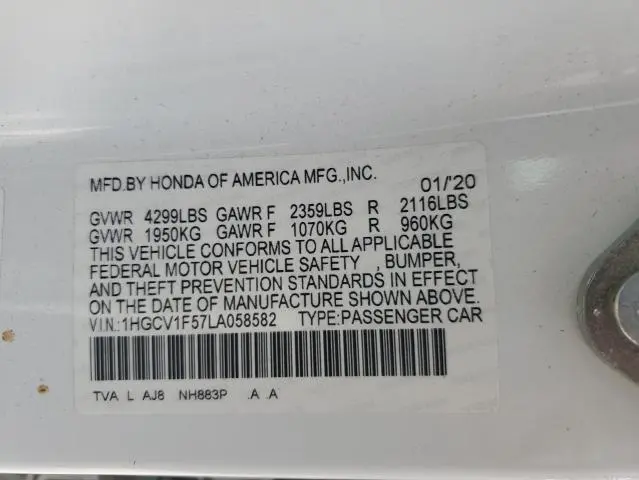 MFD.BY HONDA OF AMERICA MFG.,INC. 01/'20
GVWR 4299LBS GAWR F 2359LBS R 2116LBS
GVWR 1950KG GAWR F 1070KG R 960KG
THIS VEHICLE CONFORMS TO ALL APPLICABLE
FEDERAL MOTOR VEHICLE SAFETY , BUMPER,
AND THEFT PREVENTION STANDARDS IN EFFECT
ON THE DATE OF MANUFACTURE SHOWN ABOVE.
V.I.N.:1HGCV1F57LA058582 TYPE:PASSENGER CAR
TVA L AJ8 NH883P .A .A